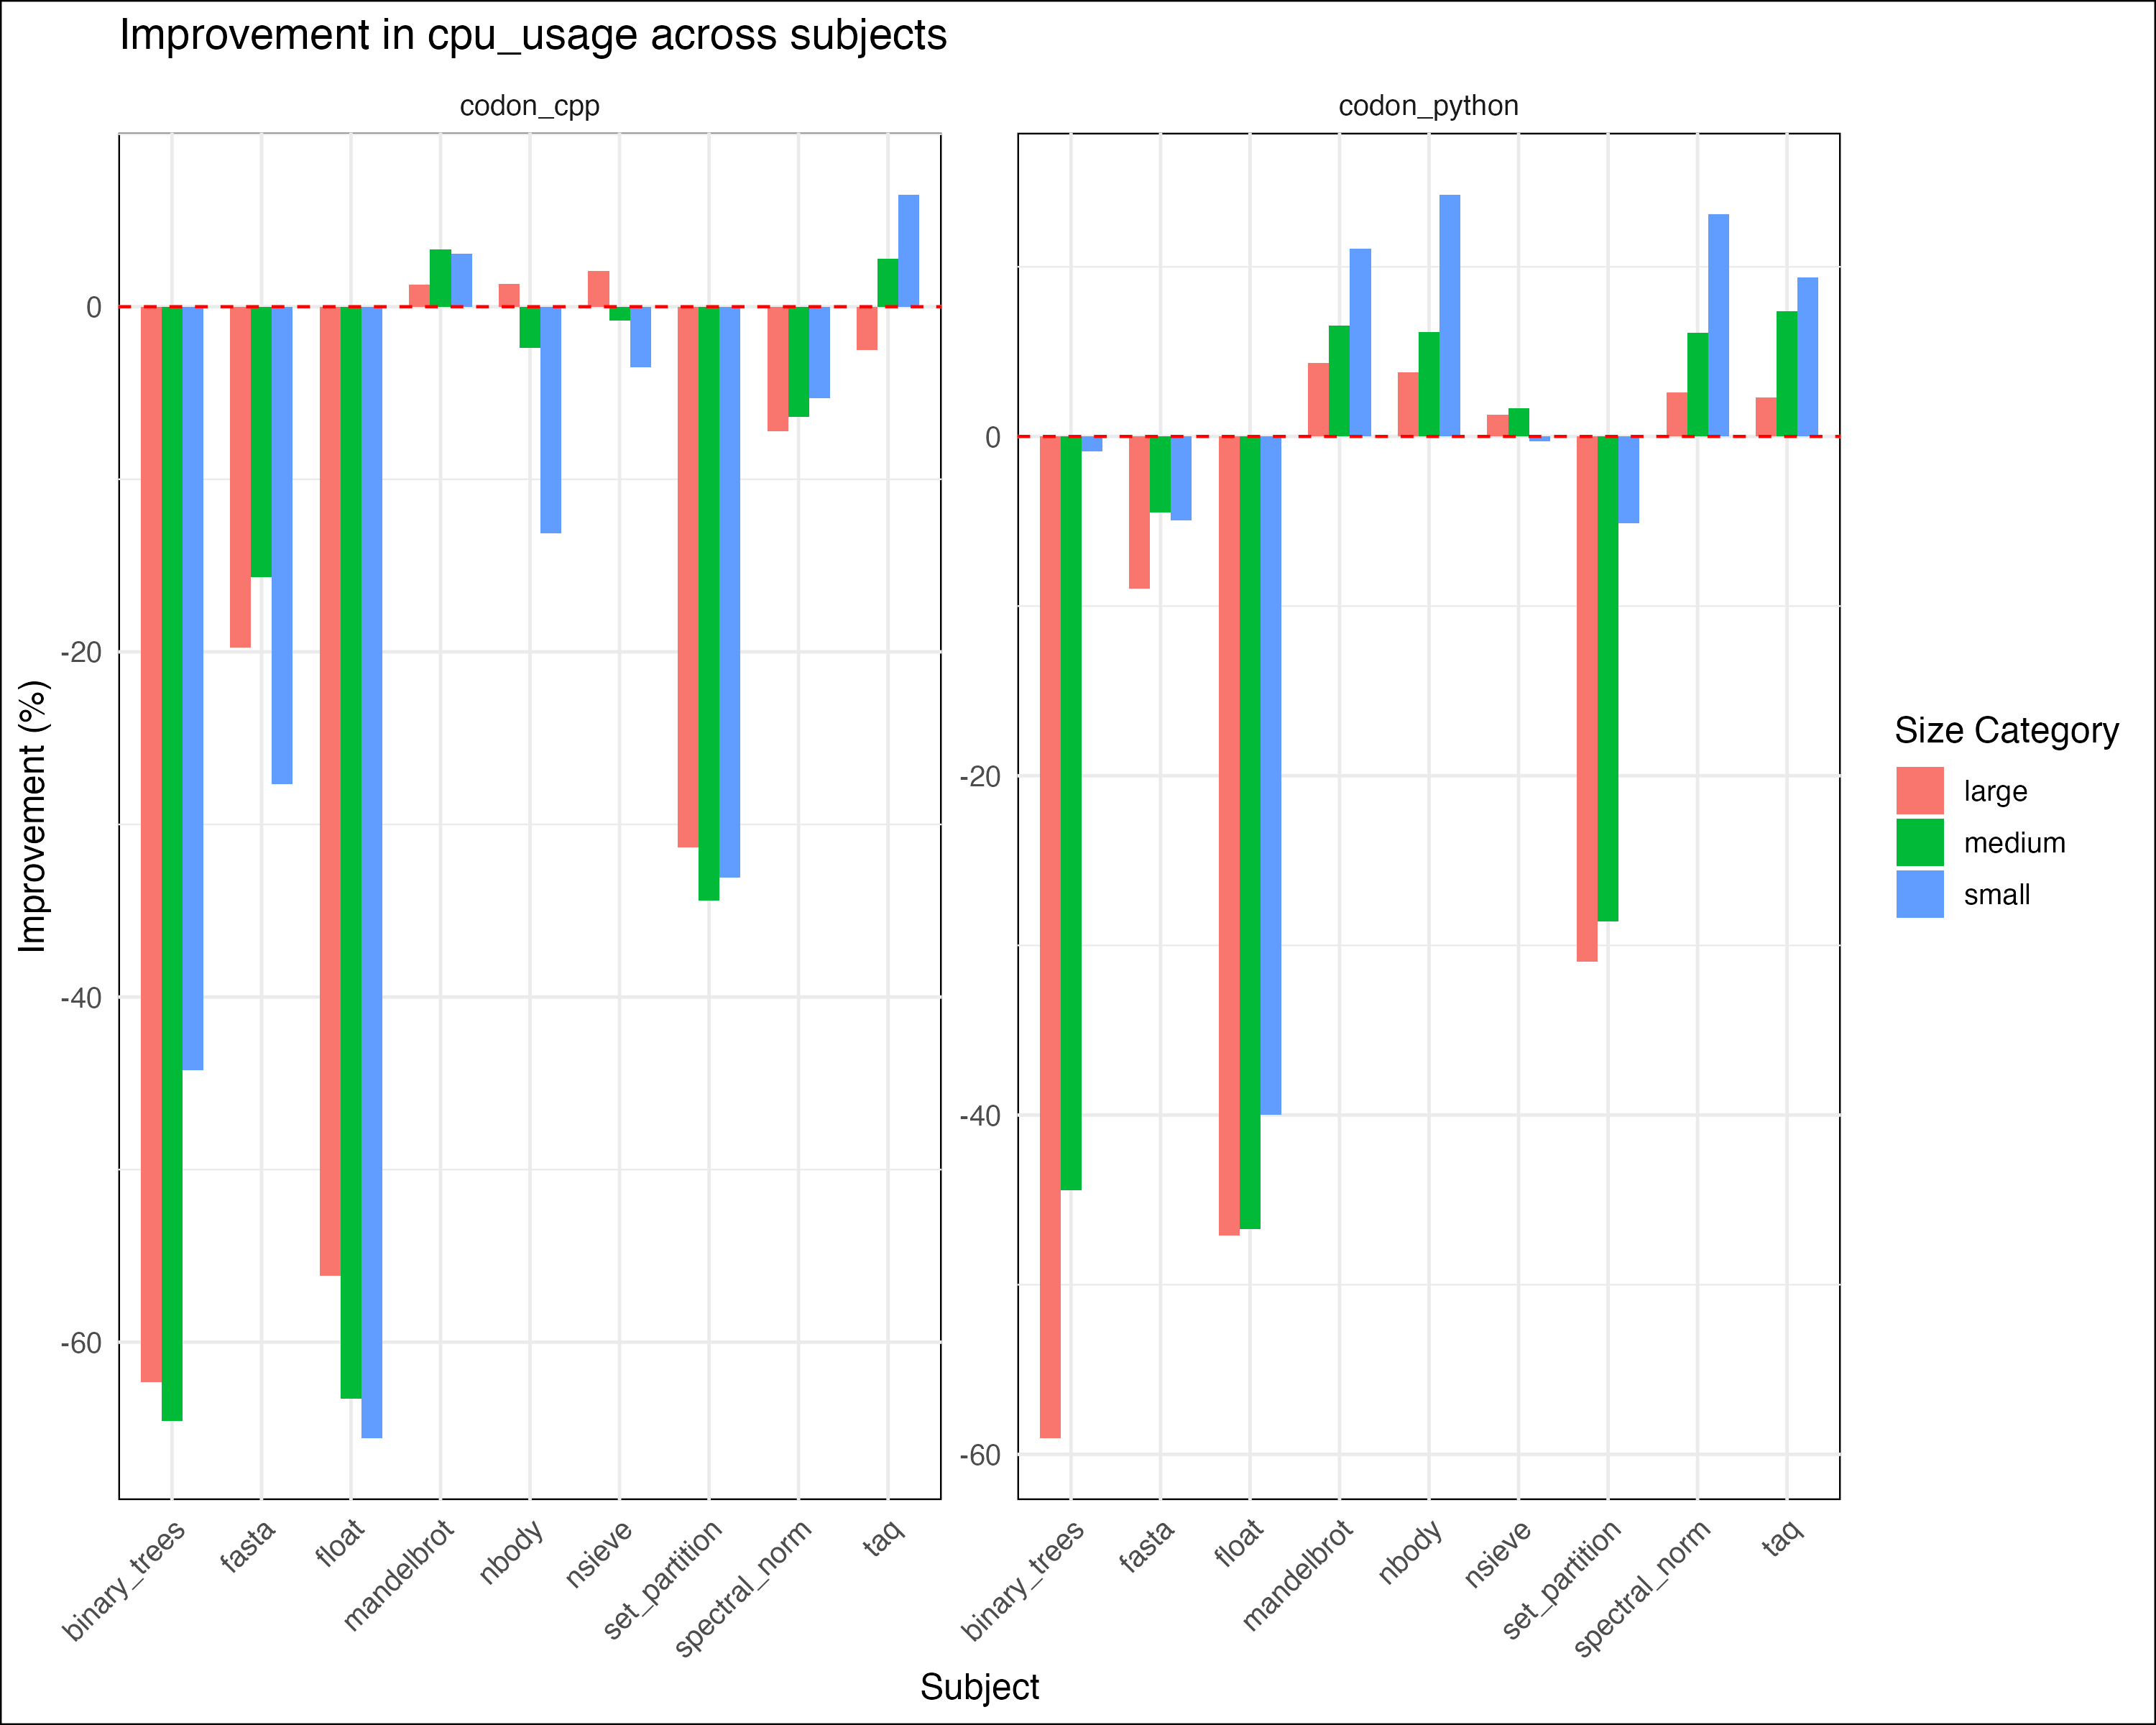 Improvement in cpu_usage across subjects
codon_cpp
codon_python
Improvement (%)
0
-20
-40
-60
0
-20
-40
-60
binary_trees
fasta
float
mandelbrot
nbody
nsieve
set_partition
spectral_norm
taq
binary_trees
fasta
float
mandelbrot
nbody
nsieve
set_partition
spectral_norm
taq
Subject
Size Category
large
medium
small